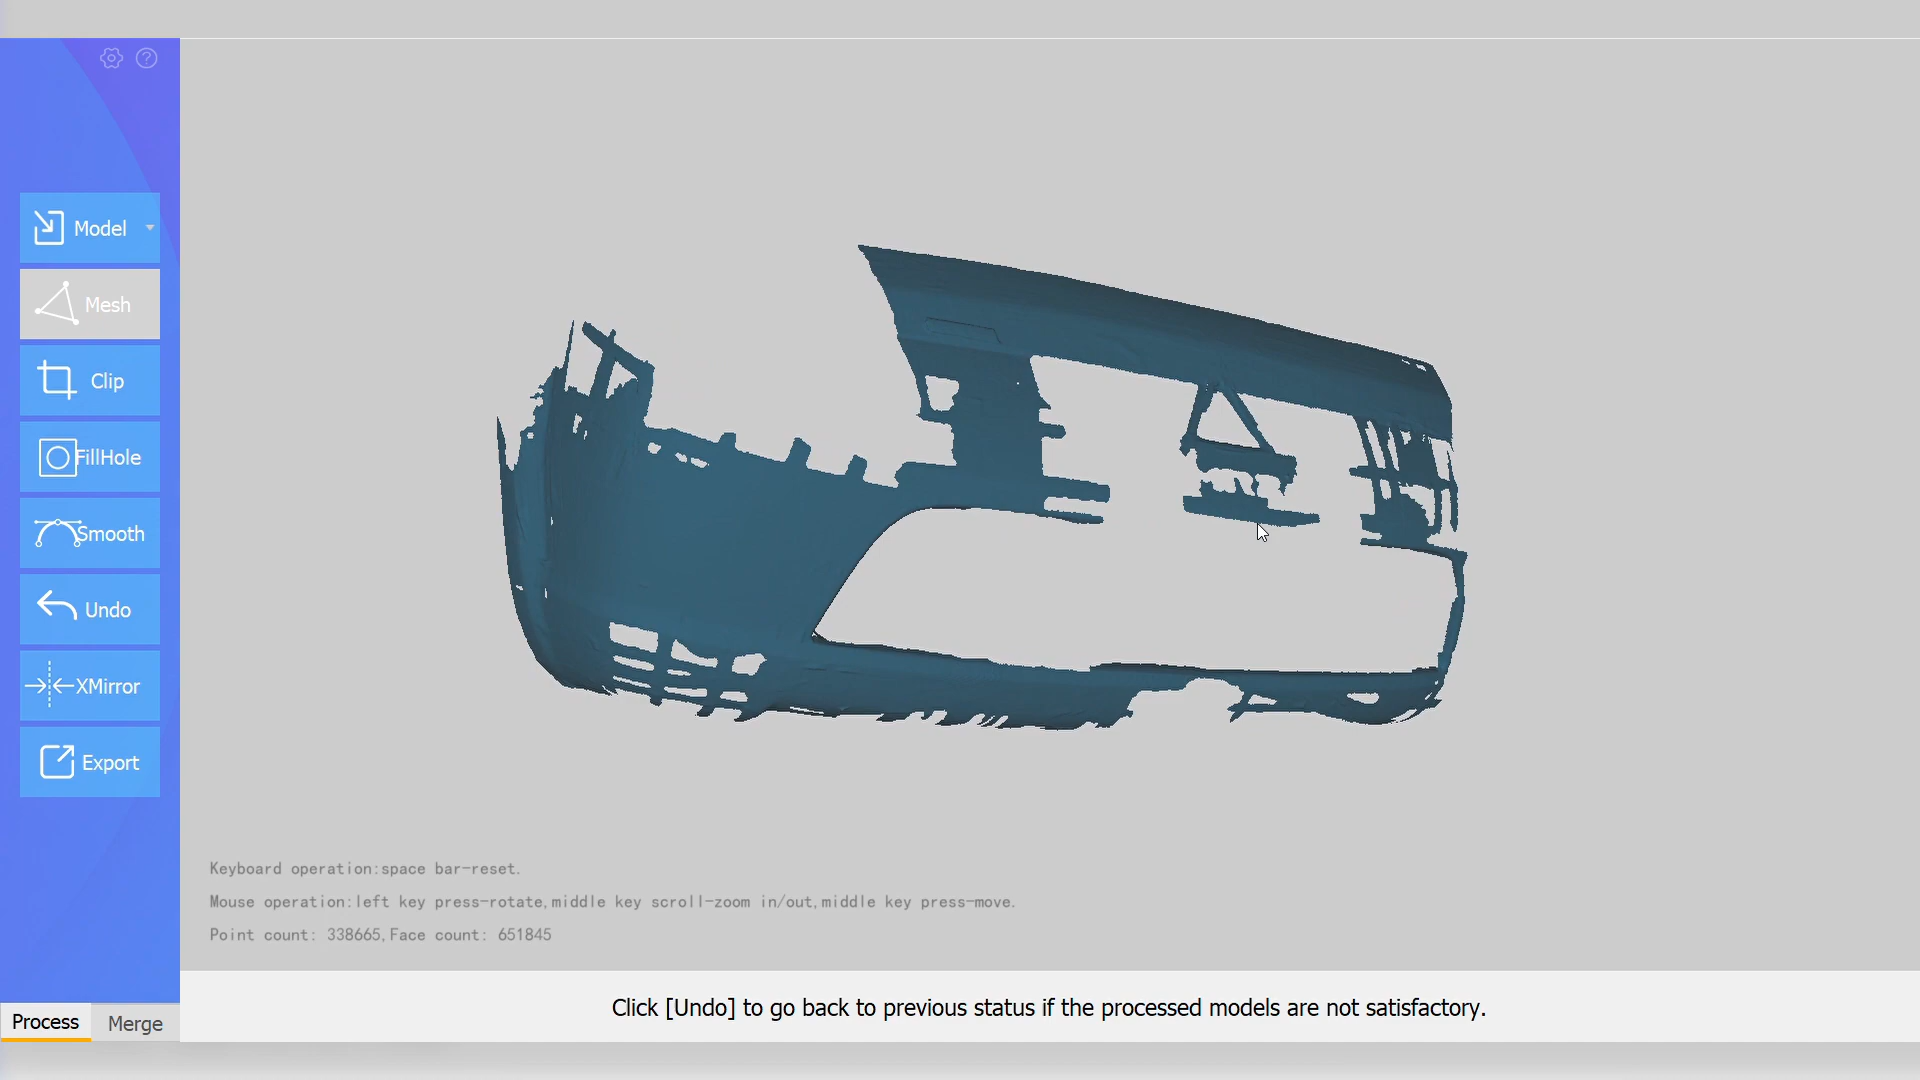 Model
Mesh
Clip
FillHole
Smooth
Undo
XMirror
Export
Keyboard operation:space bar-reset.
Mouse operation:left key press-rotate,middle key scroll-zoom in/out,middle key press-move.
Point count: 338665,Face count: 651845
Click [Undo] to go back to previous status if the processed models are not satisfactory.
Process
Merge